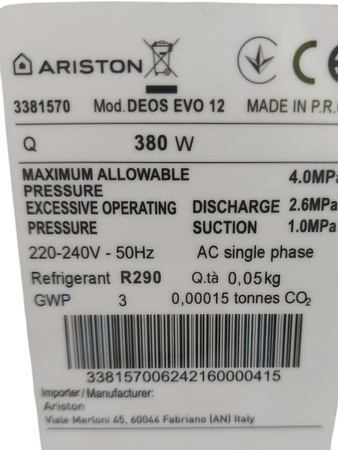 ARISTON
3381570 Mod. DEOS EVO 12 MADE IN P.R.
Q 380 W
MAXIMUM ALLOWABLE 4.0MPa
PRESSURE
EXCESSIVE OPERATING DISCHARGE 2.6MPa
PRESSURE SUCTION 1.0MPa
220-240V - 50Hz AC single phase
Refrigerant R290 Q.tà 0,05kg
GWP 3 0,00015 tonnes CO2
338157006242160000415
Importer/Manufacturer:
Ariston
Viale Merloni 45, 60044 Fabriano (AN) Italy